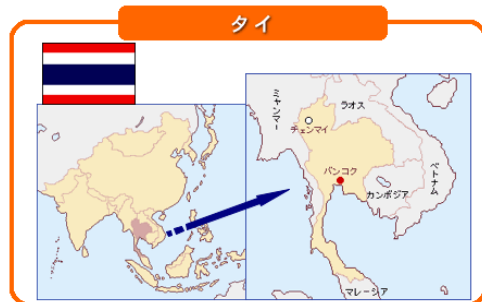 タイ
ミャンマー
ラオス
チェンマイ
バンコク
ベトナム
カンボジア
マレーシア